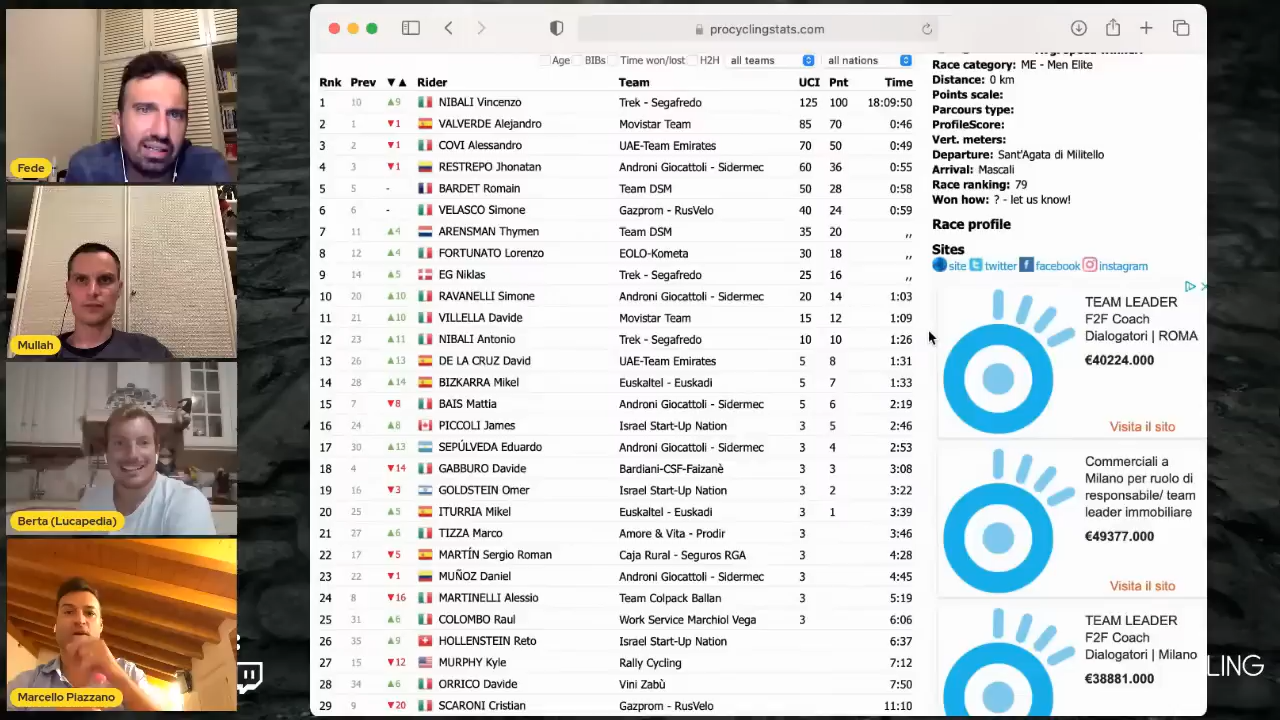 Fede
Mullah
Berta (Lucapedia)
Marcello Piazzano
procyclingstats.com
Age BIBs Time won/lost H2H all teams all nations
Rnk Prev ▼▲ Rider Team UCI Pnt Time
1 10 ▲9 NIBALI Vincenzo Trek - Segafredo 125 100 18:09:50
2 1 ▼1 VALVERDE Alejandro Movistar Team 85 70 0:46
3 2 ▼1 COVI Alessandro UAE-Team Emirates 70 50 0:49
4 3 ▼1 RESTREPO Jhonatan Androni Giocattoli - Sidermec 60 36 0:55
5 5 - BARDET Romain Team DSM 50 28 0:58
6 6 - VELASCO Simone Gazprom - RusVelo 40 24 0:59
7 11 ▲4 ARENSMAN Thymen Team DSM 35 20 ,,
8 12 ▲4 FORTUNATO Lorenzo EOLO-Kometa 30 18 ,,
9 14 ▲5 EG Niklas Trek - Segafredo 25 16 ,,
10 20 ▲10 RAVANELLI Simone Androni Giocattoli - Sidermec 20 14 1:03
11 21 ▲10 VILLELLA Davide Movistar Team 15 12 1:09
12 23 ▲11 NIBALI Antonio Trek - Segafredo 10 10 1:26
13 26 ▲13 DE LA CRUZ David UAE-Team Emirates 5 8 1:31
14 28 ▲14 BIZKARRA Mikel Euskaltel - Euskadi 5 7 1:33
15 7 ▼8 BAIS Mattia Androni Giocattoli - Sidermec 5 6 2:19
16 24 ▲8 PICCOLI James Israel Start-Up Nation 3 5 2:46
17 30 ▲13 SEPÚLVEDA Eduardo Androni Giocattoli - Sidermec 3 4 2:53
18 4 ▼14 GABBURO Davide Bardiani-CSF-Faizanè 3 3 3:08
19 16 ▼3 GOLDSTEIN Omer Israel Start-Up Nation 3 2 3:22
20 25 ▲5 ITURRIA Mikel Euskaltel - Euskadi 3 1 3:39
21 27 ▲6 TIZZA Marco Amore & Vita - Prodir 3 3:46
22 17 ▼5 MARTÍN Sergio Roman Caja Rural - Seguros RGA 3 4:28
23 22 ▼1 MUÑOZ Daniel Androni Giocattoli - Sidermec 3 4:45
24 8 ▼16 MARTINELLI Alessio Team Colpack Ballan 3 5:19
25 31 ▲6 COLOMBO Raul Work Service Marchiol Vega 3 6:06
26 35 ▲9 HOLLENSTEIN Reto Israel Start-Up Nation 6:37
27 15 ▼12 MURPHY Kyle Rally Cycling 7:12
28 34 ▲6 ORRICO Davide Vini Zabù 7:50
29 9 ▼20 SCARONI Cristian Gazprom - RusVelo 11:10
Race category: ME - Men Elite
Distance: 0 km
Points scale:
Parcours type:
ProfileScore:
Vert. meters:
Departure: Sant'Agata di Militello
Arrival: Mascali
Race ranking: 79
Won how: ? - let us know!
Race profile
Sites
site twitter facebook instagram
TEAM LEADER
F2F Coach
Dialogatori | ROMA
€40224.000
Visita il sito
Commerciali a
Milano per ruolo di
responsabile/ team
leader immobiliare
€49377.000
Visita il sito
TEAM LEADER
F2F Coach
Dialogatori | Milano
€38881.000
LING